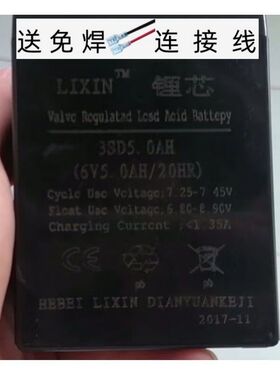 送免焊连接线
LIXIN™ 锂芯
Valve Regulated Lead Acid Battepy
3SD5.0AH
(6V5.0AH/20HR)
Cycle Use Voltage:7.25-7 45V
Float Use Voltage:6.80-6.90V
Charging Current:<1.35A
HEBEI LIXIN DIANYUANKEJI
2017-11